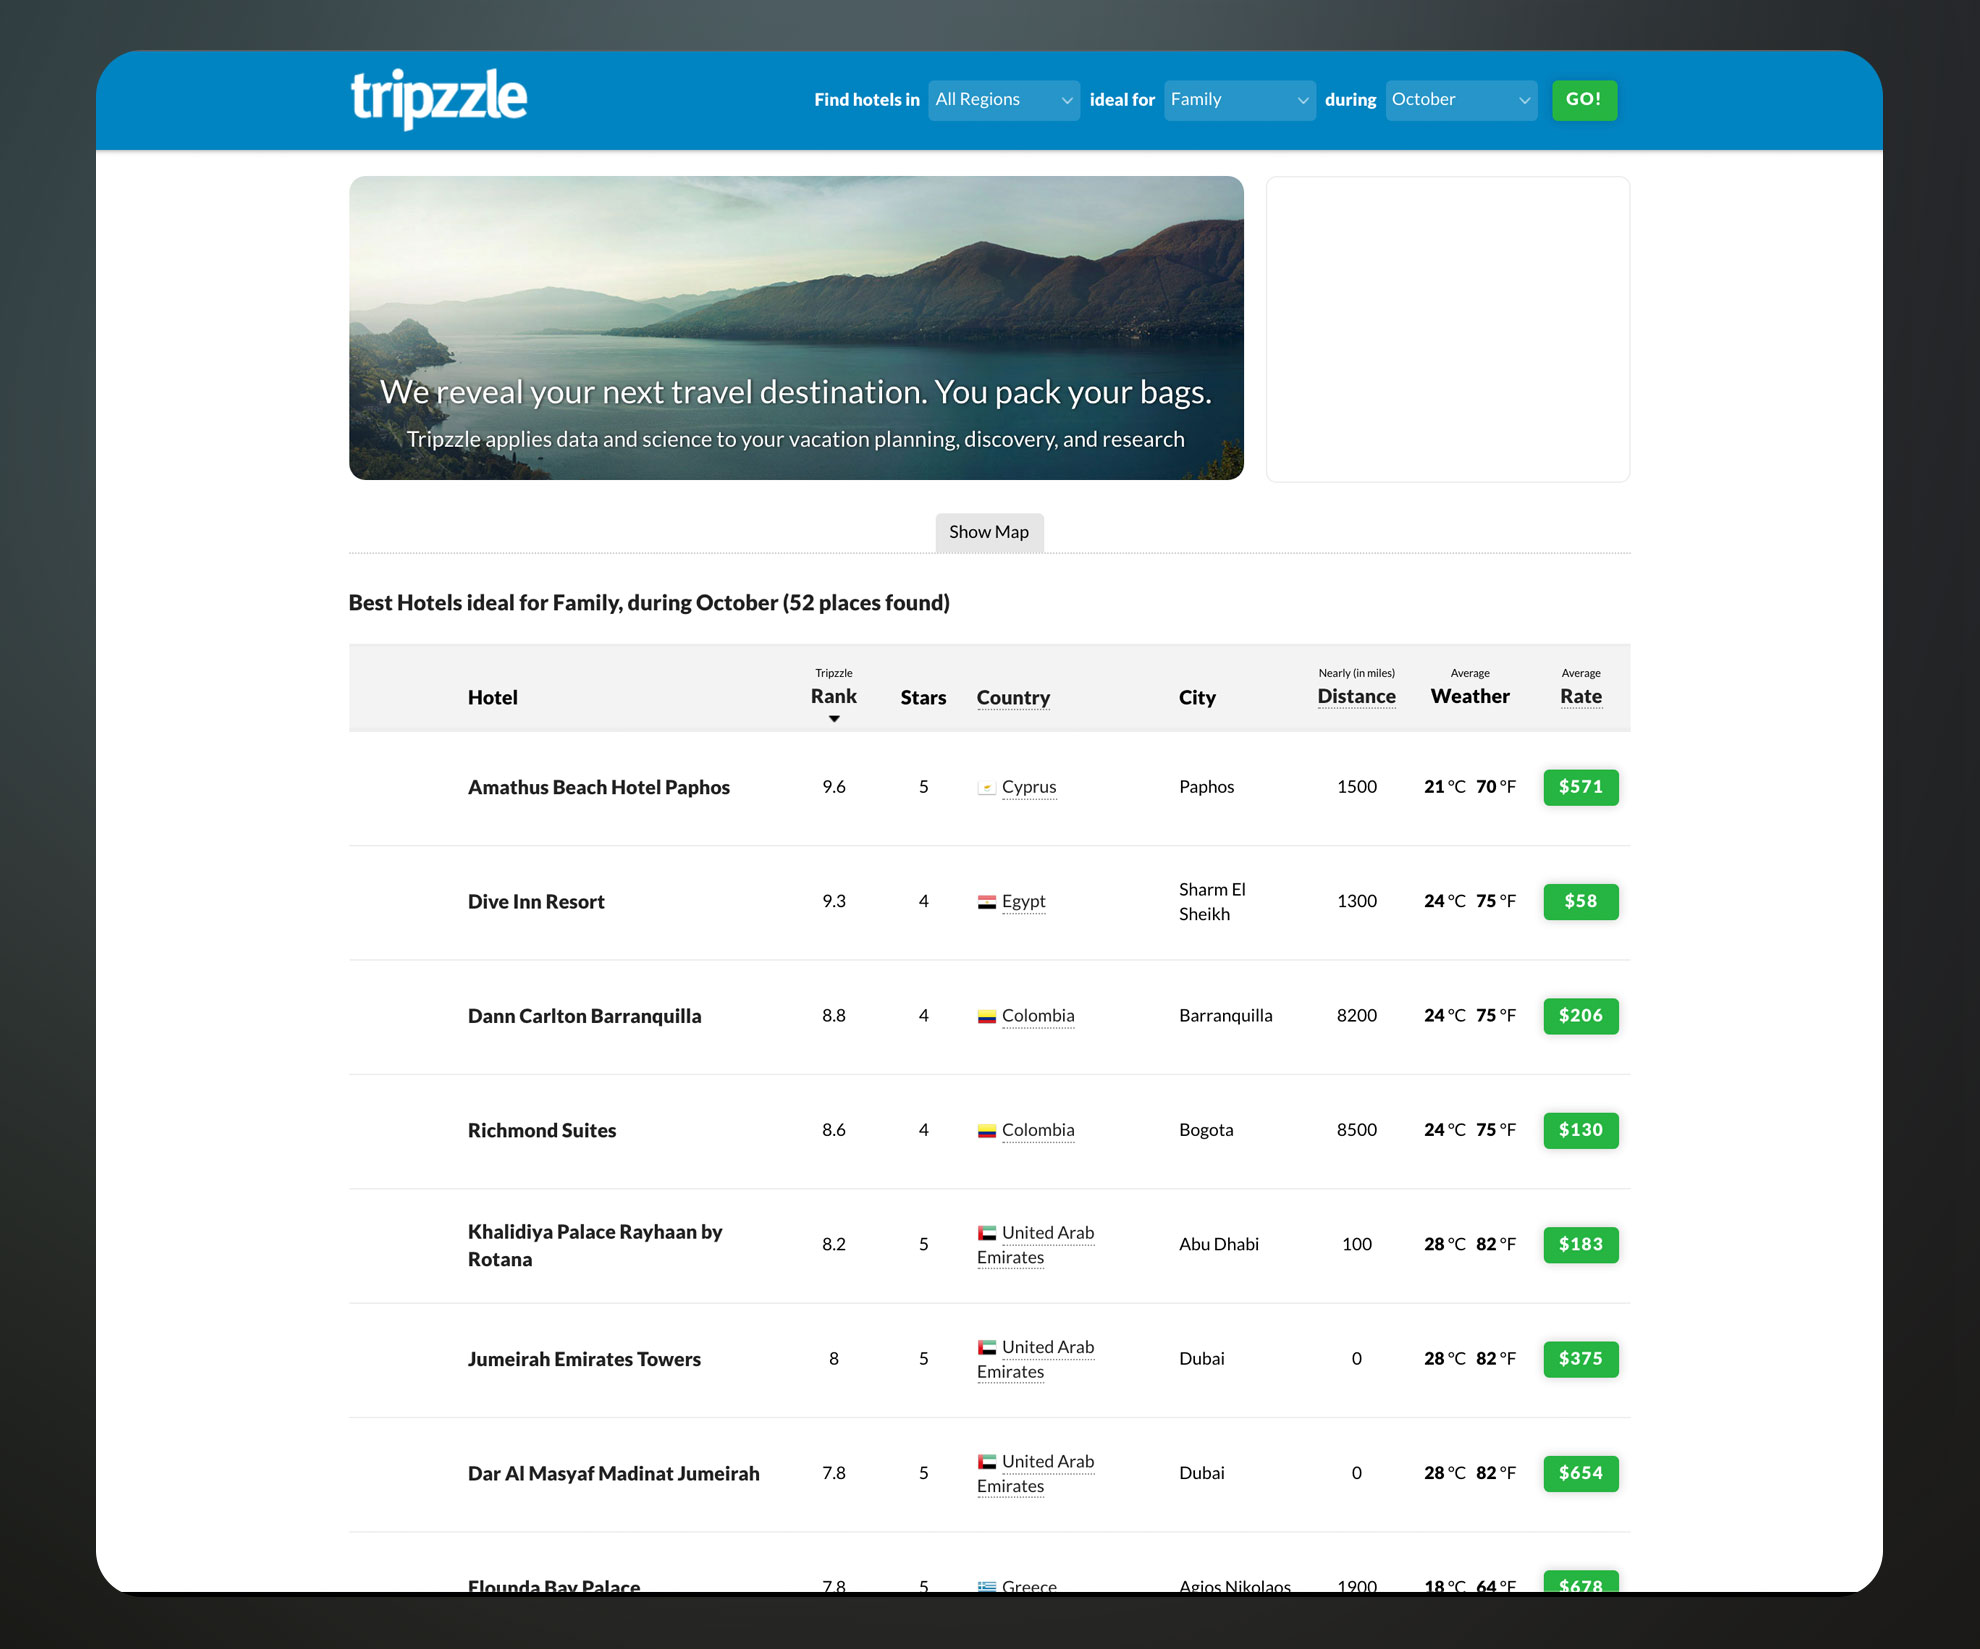 tripzzle
Find hotels in All Regions ideal for Family during October GO!
We reveal your next travel destination. You pack your bags.
Tripzzle applies data and science to your vacation planning, discovery, and research
Show Map
Best Hotels ideal for Family, during October (52 places found)
Hotel Tripzzle Rank Stars Country City Nearly (in miles) Distance Average Weather Average Rate
Amathus Beach Hotel Paphos 9.6 5 Cyprus Paphos 1500 21 °C 70 °F $571
Dive Inn Resort 9.3 4 Egypt Sharm El Sheikh 1300 24 °C 75 °F $58
Dann Carlton Barranquilla 8.8 4 Colombia Barranquilla 8200 24 °C 75 °F $206
Richmond Suites 8.6 4 Colombia Bogota 8500 24 °C 75 °F $130
Khalidiya Palace Rayhaan by Rotana 8.2 5 United Arab Emirates Abu Dhabi 100 28 °C 82 °F $183
Jumeirah Emirates Towers 8 5 United Arab Emirates Dubai 0 28 °C 82 °F $375
Dar Al Masyaf Madinat Jumeirah 7.8 5 United Arab Emirates Dubai 0 28 °C 82 °F $654
Elounda Bay Palace 7.8 5 Greece Agios Nikolaos 1900 18 °C 64 °F $678